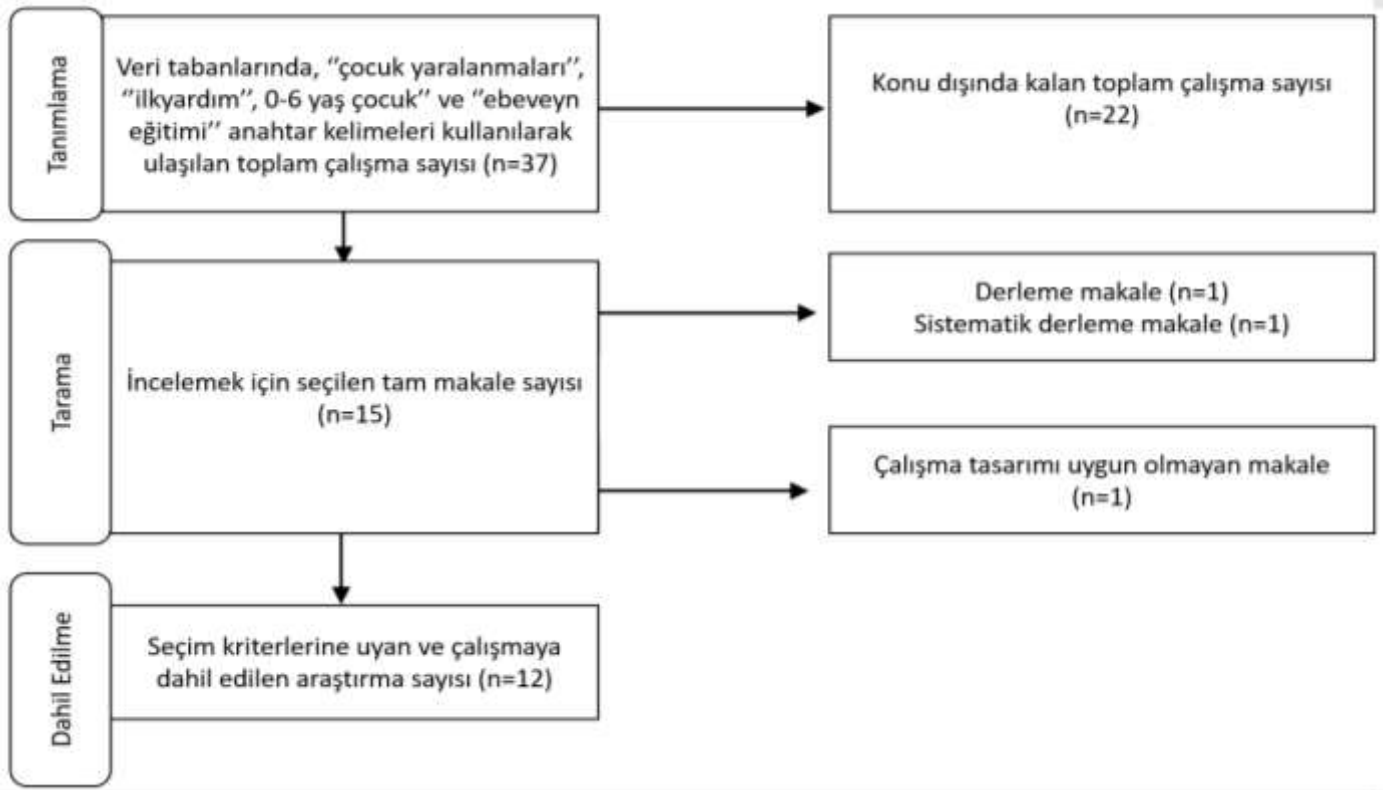 Tanımlama
Veri tabanlarında, ‘‘çocuk yaralanmaları’’,
‘‘ilkyardım’’, 0-6 yaş çocuk’’ ve ‘‘ebeveyn
eğitimi’’ anahtar kelimeleri kullanılarak
ulaşılan toplam çalışma sayısı (n=37)
Konu dışında kalan toplam çalışma sayısı
(n=22)
Tarama
İncelemek için seçilen tam makale sayısı
(n=15)
Derleme makale (n=1)
Sistematik derleme makale (n=1)
Çalışma tasarımı uygun olmayan makale
(n=1)
Dahil Edilme
Seçim kriterlerine uyan ve çalışmaya
dahil edilen araştırma sayısı (n=12)